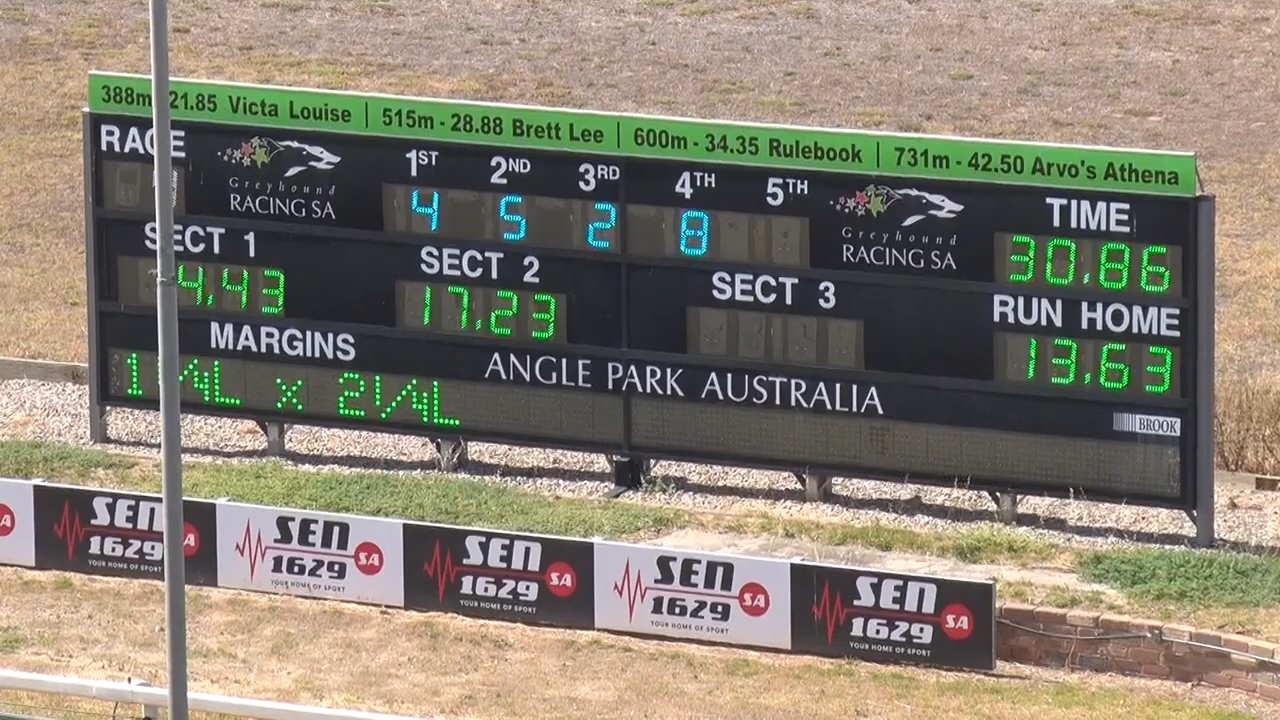 388m 21.85 Victa Louise | 515m - 28.88 Brett Lee | 600m - 34.35 Rulebook | 731m - 42.50 Arvo's Athena
RACE
Greyhound
RACING SA
1ST 2ND 3RD 4TH 5TH
4 5 2 8
Greyhound
RACING SA
TIME
30.86
SECT 1
4.43
SECT 2
17.23
SECT 3
RUN HOME
13.63
MARGINS
1 1/4L x 2 1/4L
ANGLE PARK AUSTRALIA
BROOK
SEN
1629
SA
YOUR HOME OF SPORT
SEN
1629 SA
YOUR HOME OF SPORT
SEN
1629 SA
YOUR HOME OF SPORT
SEN
1629 SA
YOUR HOME OF SPORT
SEN
1629 SA
YOUR HOME OF SPORT